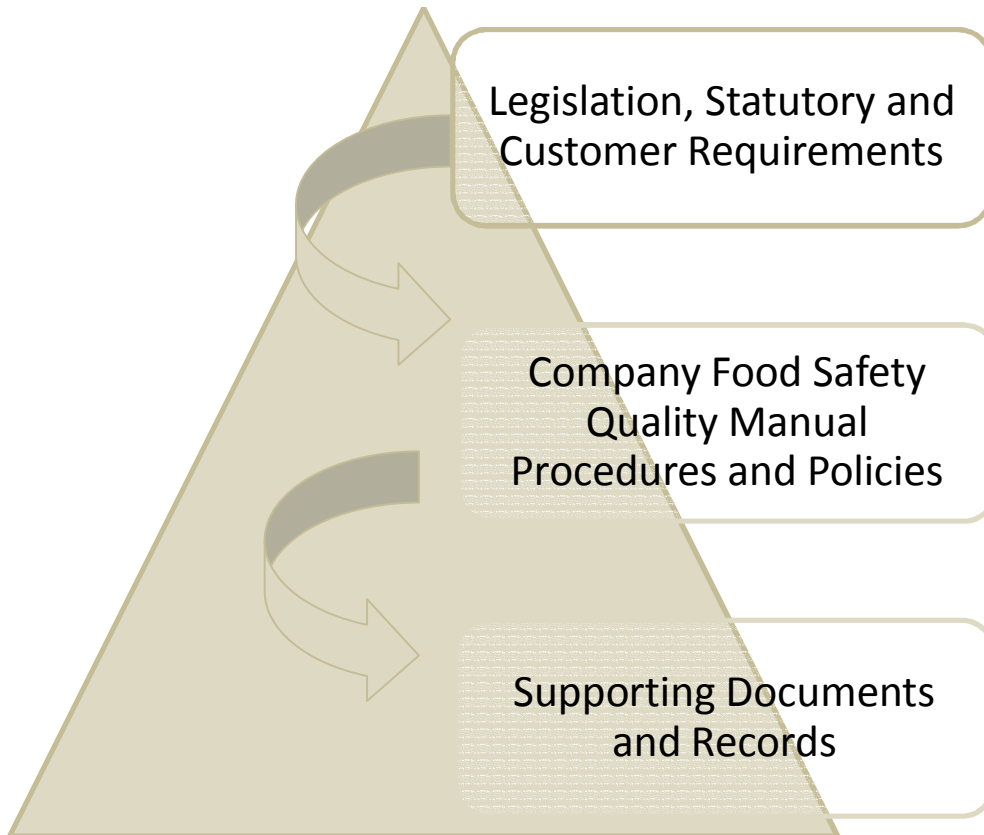 Legislation, Statutory and
Customer Requirements
Company Food Safety
Quality Manual
Procedures and Policies
Supporting Documents
and Records